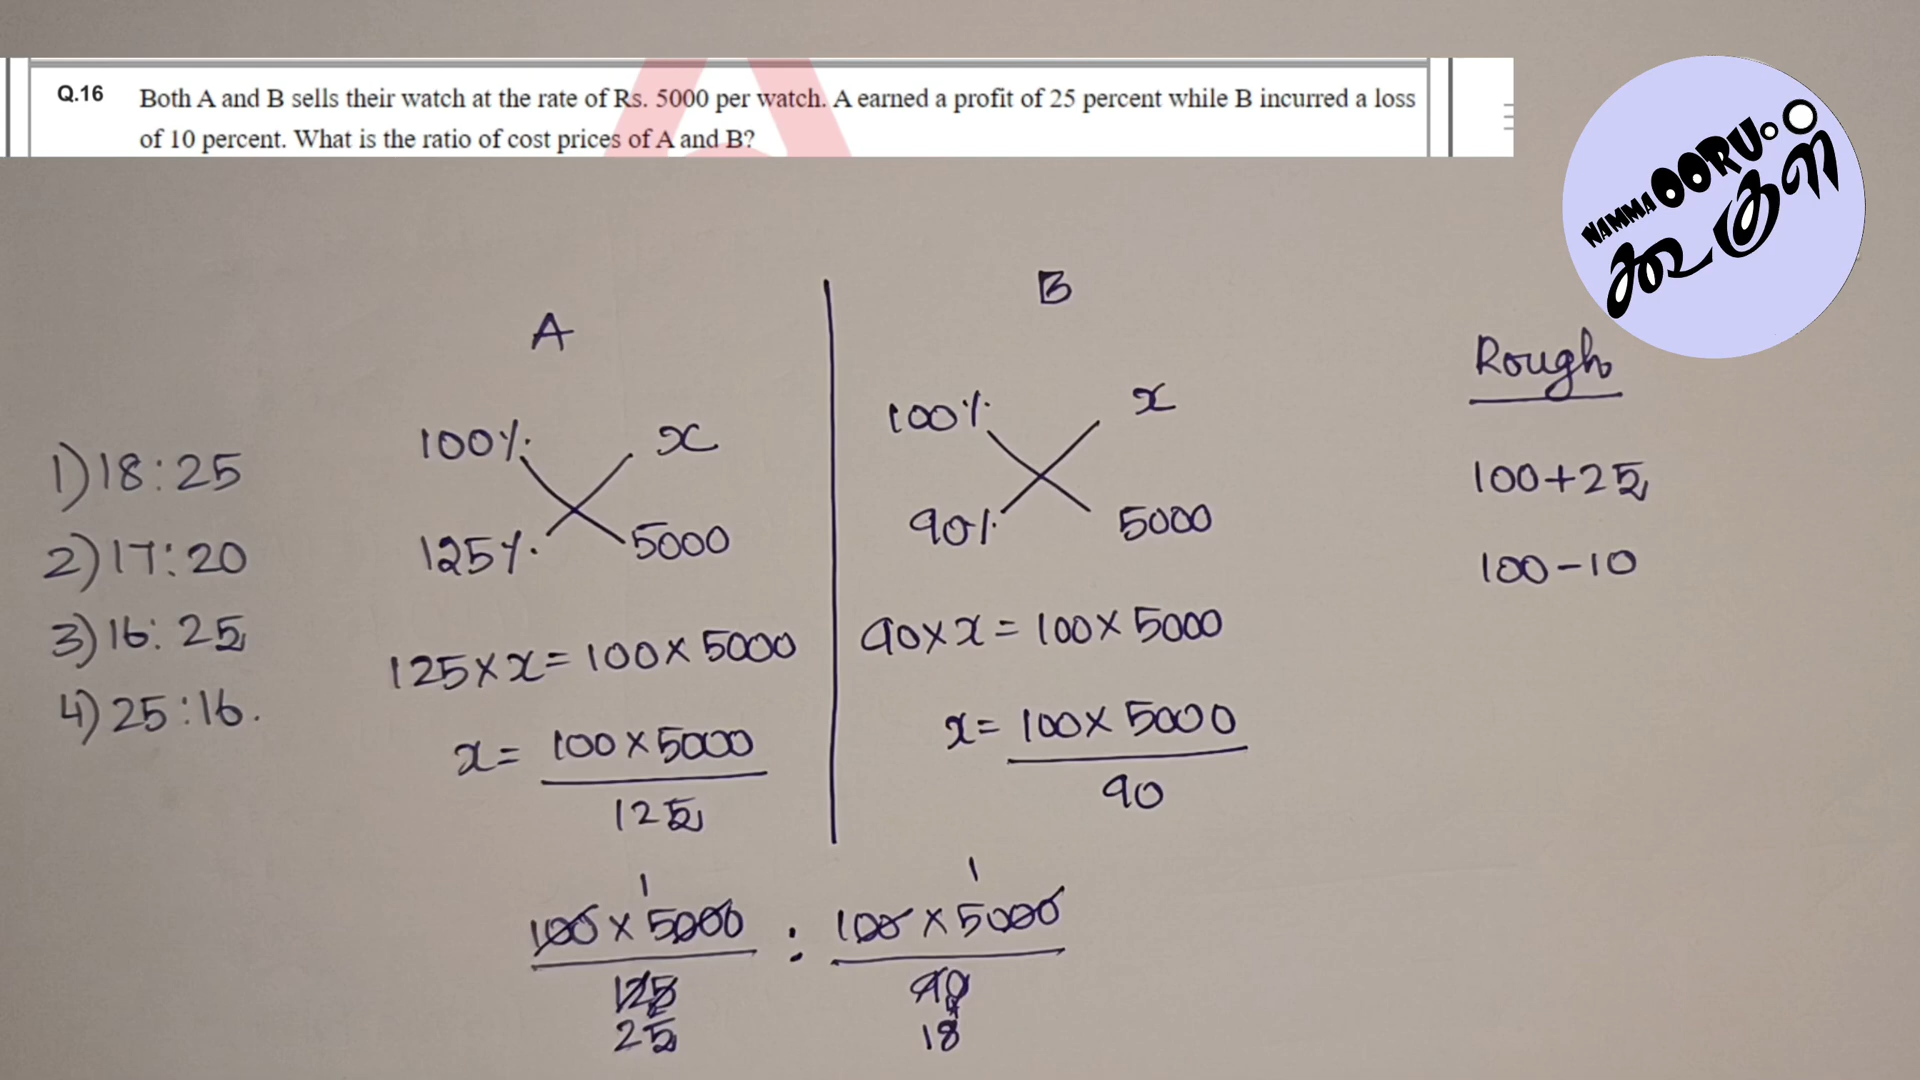 Q.16 Both A and B sells their watch at the rate of Rs. 5000 per watch. A earned a profit of 25 percent while B incurred a loss
of 10 percent. What is the ratio of cost prices of A and B?
NAMMA OORU
கூகுள்
A
B
Rough
1) 18:25
2) 17:20
3) 16:25
4) 25:16.
100% x
125% 5000
125 × x = 100 × 5000
x = 100 × 5000
125
100% x
90% 5000
90 × x = 100 × 5000
x = 100 × 5000
90
100+25
100-10
1 1
100 × 5000 : 100 × 5000
125 90
25 18